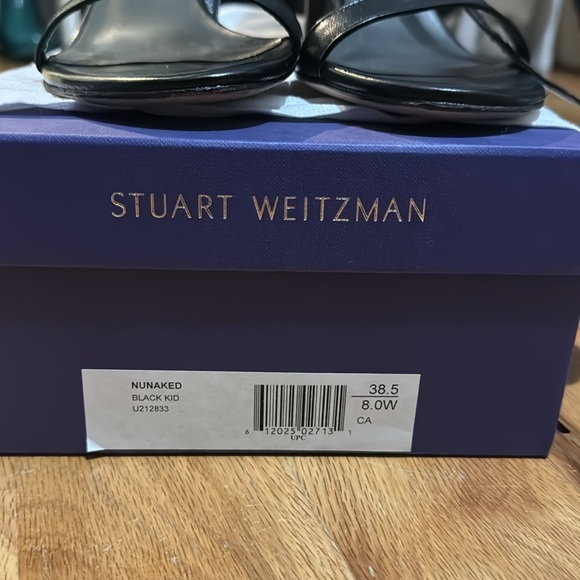 STUART WEITZMAN
NUNAKED
BLACK KID
U212833
6 12025 02713 1
UPC
38.5
8.0W
CA